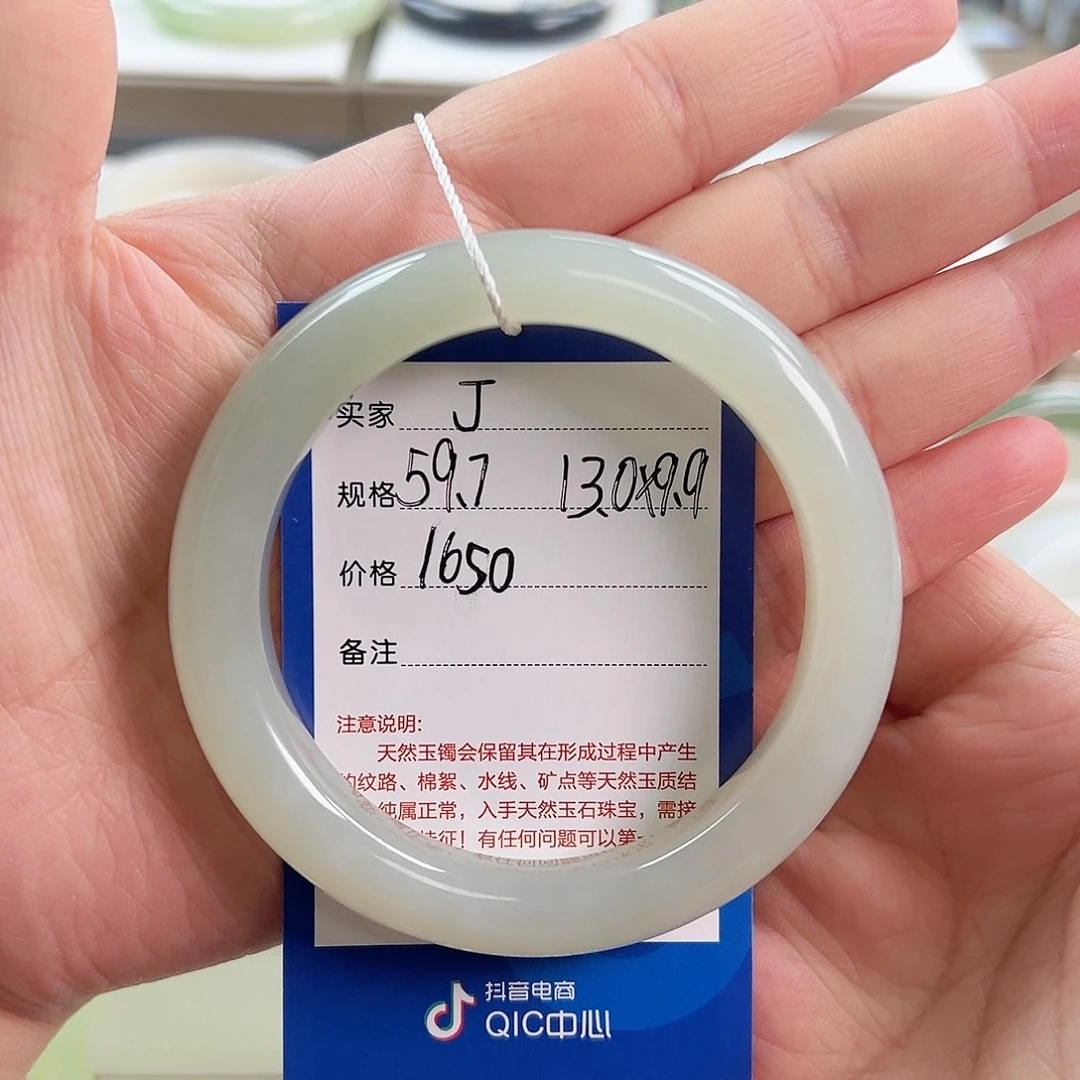 买家 J
规格 59.7 13.0x9.9
价格 1650
备注
注意说明:
天然玉镯会保留其在形成过程中产生
纹路、棉絮、水线、矿点等天然玉质结
纯属正常，入手天然玉石珠宝，需接
特征！有任何问题可以第一
抖音电商
QIC中心